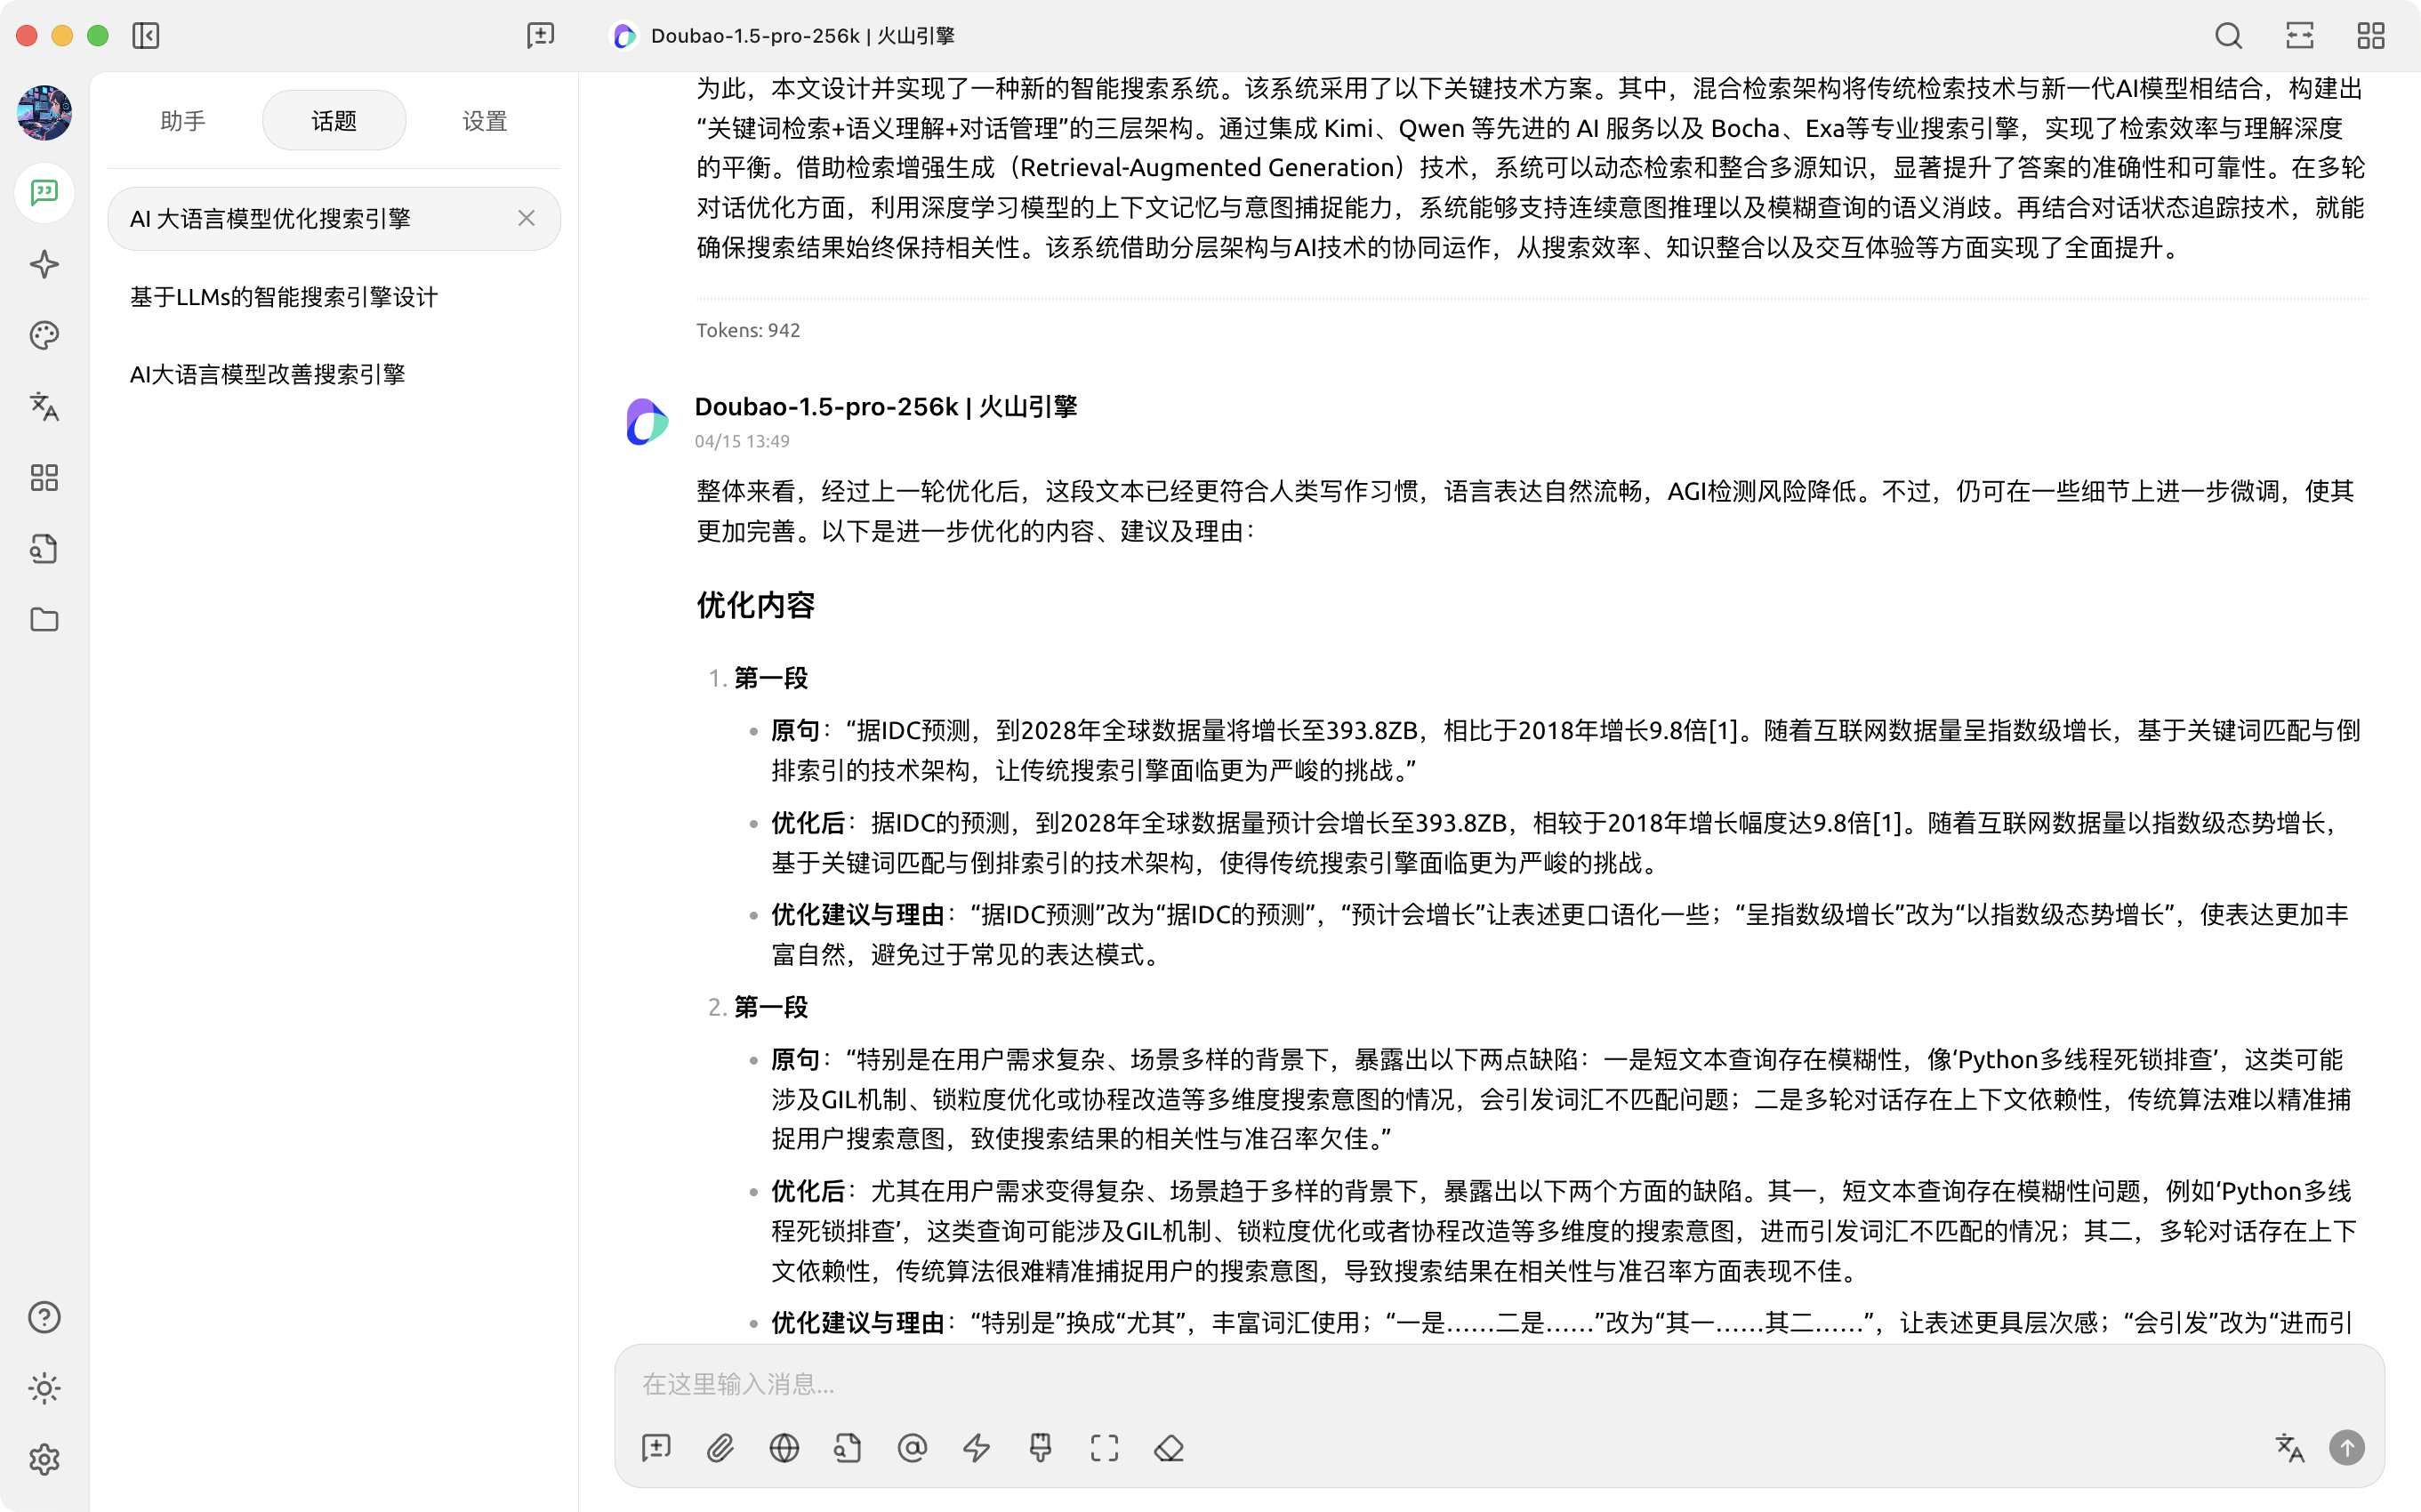 Doubao-1.5-pro-256k | 火山引擎
助手
话题
设置
AI 大语言模型优化搜索引擎
基于LLMs的智能搜索引擎设计
AI大语言模型改善搜索引擎
为此，本文设计并实现了一种新的智能搜索系统。该系统采用了以下关键技术方案。其中，混合检索架构将传统检索技术与新一代AI模型相结合，构建出
“关键词检索+语义理解+对话管理”的三层架构。通过集成 Kimi、Qwen 等先进的 AI 服务以及 Bocha、Exa等专业搜索引擎，实现了检索效率与理解深度
的平衡。借助检索增强生成（Retrieval-Augmented Generation）技术，系统可以动态检索和整合多源知识，显著提升了答案的准确性和可靠性。在多轮
对话优化方面，利用深度学习模型的上下文记忆与意图捕捉能力，系统能够支持连续意图推理以及模糊查询的语义消歧。再结合对话状态追踪技术，就能
确保搜索结果始终保持相关性。该系统借助分层架构与AI技术的协同运作，从搜索效率、知识整合以及交互体验等方面实现了全面提升。
Tokens: 942
Doubao-1.5-pro-256k | 火山引擎
04/15 13:49
整体来看，经过上一轮优化后，这段文本已经更符合人类写作习惯，语言表达自然流畅，AGI检测风险降低。不过，仍可在一些细节上进一步微调，使其
更加完善。以下是进一步优化的内容、建议及理由：
优化内容
1. 第一段
• 原句：“据IDC预测，到2028年全球数据量将增长至393.8ZB，相比于2018年增长9.8倍[1]。随着互联网数据量呈指数级增长，基于关键词匹配与倒
排索引的技术架构，让传统搜索引擎面临更为严峻的挑战。”
• 优化后：据IDC的预测，到2028年全球数据量预计会增长至393.8ZB，相较于2018年增长幅度达9.8倍[1]。随着互联网数据量以指数级态势增长，
基于关键词匹配与倒排索引的技术架构，使得传统搜索引擎面临更为严峻的挑战。
• 优化建议与理由：“据IDC预测”改为“据IDC的预测”，“预计会增长”让表述更口语化一些；“呈指数级增长”改为“以指数级态势增长”，使表达更加丰
富自然，避免过于常见的表达模式。
2. 第一段
• 原句：“特别是在用户需求复杂、场景多样的背景下，暴露出以下两点缺陷：一是短文本查询存在模糊性，像‘Python多线程死锁排查’，这类可能
涉及GIL机制、锁粒度优化或协程改造等多维度搜索意图的情况，会引发词汇不匹配问题；二是多轮对话存在上下文依赖性，传统算法难以精准捕
捉用户搜索意图，致使搜索结果的相关性与准召率欠佳。”
• 优化后：尤其在用户需求变得复杂、场景趋于多样的背景下，暴露出以下两个方面的缺陷。其一，短文本查询存在模糊性问题，例如‘Python多线
程死锁排查’，这类查询可能涉及GIL机制、锁粒度优化或者协程改造等多维度的搜索意图，进而引发词汇不匹配的情况；其二，多轮对话存在上下
文依赖性，传统算法很难精准捕捉用户的搜索意图，导致搜索结果在相关性与准召率方面表现不佳。
• 优化建议与理由：“特别是”换成“尤其”，丰富词汇使用；“一是……二是……”改为“其一……其二……”，让表述更具层次感；“会引发”改为“进而引
在这里输入消息...